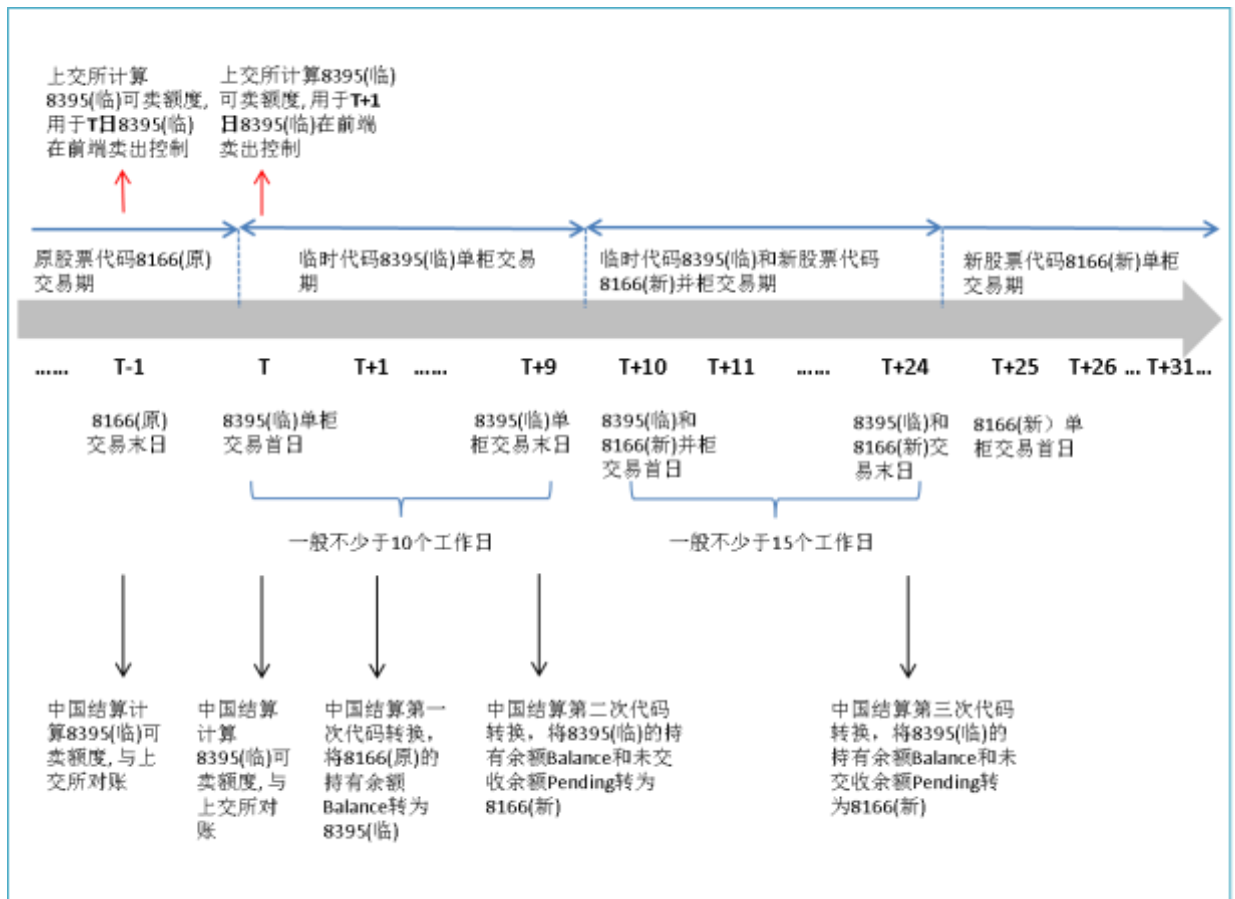 上交所计算
8395(临)可卖额度,
用于T日8395(临)
在前端卖出控制
上交所计算8395(临)
可卖额度, 用于T+1
日8395(临)在前端
卖出控制
原股票代码8166(原)
交易期
临时代码8395(临)单柜交易
期
临时代码8395(临)和新股票代码
8166(新)并柜交易期
新股票代码8166(新)单柜
交易期
...... T-1 T T+1 ...... T+9 T+10 T+11 ...... T+24 T+25 T+26 ... T+31...
8166(原)
交易末日
8395(临)单柜
交易首日
8395(临)单
柜交易末日
8395(临)和
8166(新)并柜
交易首日
8395(临)和
8166(新)交
易末日
8166(新）单
柜交易首日
一般不少于10个工作日
一般不少于15个工作日
中国结算计
算8395(临)可
卖额度, 与上
交所对账
中国结算
计算
8395(临)可
卖额度, 与
上交所对
账
中国结算第一
次代码转换，
将8166(原)的
持有余额
Balance转为
8395(临)
中国结算第二次代码
转换，将8395(临)的持
有余额Balance和未交
收余额Pending转为
8166(新)
中国结算第三次代码
转换，将8395(临)的
持有余额Balance和未
交收余额Pending转
为8166(新)